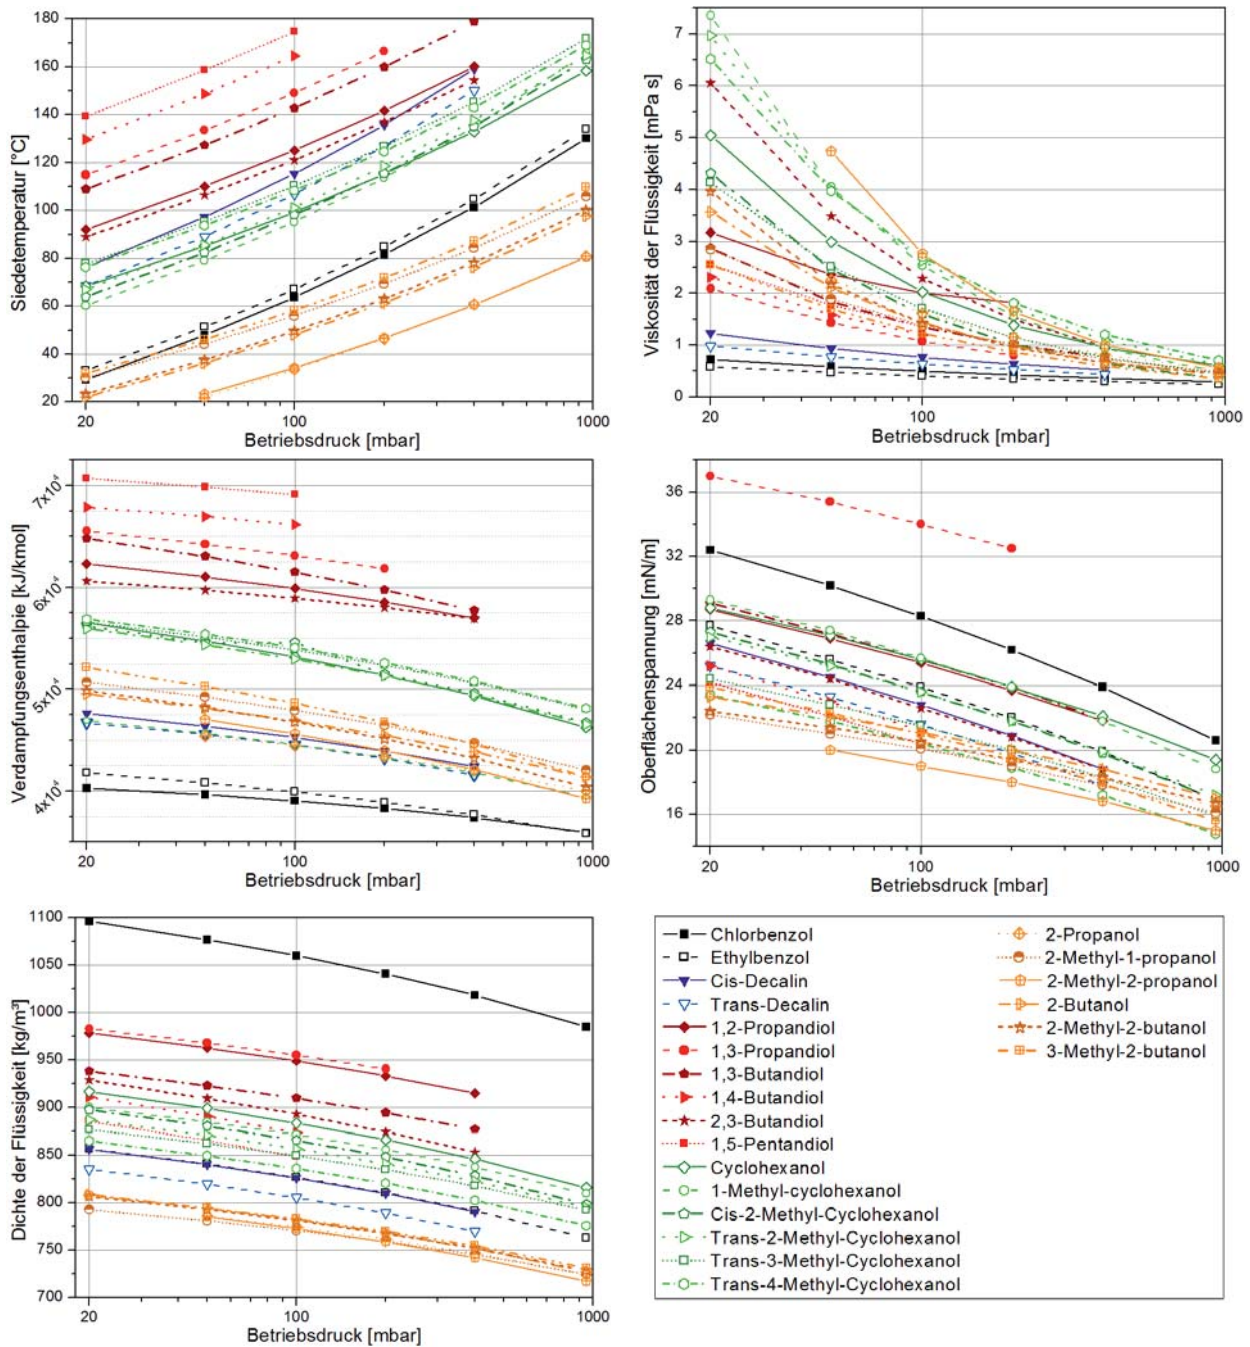 180
160
140
120
100
80
60
40
20
Siedetemperatur [°C]
20
100
1000
Betriebsdruck [mbar]
7
6
5
4
3
2
1
0
Viskosität der Flüssigkeit [mPa s]
20
100
1000
Betriebsdruck [mbar]
7x10⁴
6x10⁴
5x10⁴
4x10⁴
Verdampfungsenthalpie [kJ/kmol]
20
100
1000
Betriebsdruck [mbar]
36
32
28
24
20
16
Oberflächenspannung [mN/m]
20
100
1000
Betriebsdruck [mbar]
1100
1050
1000
950
900
850
800
750
700
Dichte der Flüssigkeit [kg/m³]
20
100
1000
Betriebsdruck [mbar]
Chlorbenzol
Ethylbenzol
Cis-Decalin
Trans-Decalin
1,2-Propandiol
1,3-Propandiol
1,3-Butandiol
1,4-Butandiol
2,3-Butandiol
1,5-Pentandiol
Cyclohexanol
1-Methyl-cyclohexanol
Cis-2-Methyl-Cyclohexanol
Trans-2-Methyl-Cyclohexanol
Trans-3-Methyl-Cyclohexanol
Trans-4-Methyl-Cyclohexanol
2-Propanol
2-Methyl-1-propanol
2-Methyl-2-propanol
2-Butanol
2-Methyl-2-butanol
3-Methyl-2-butanol